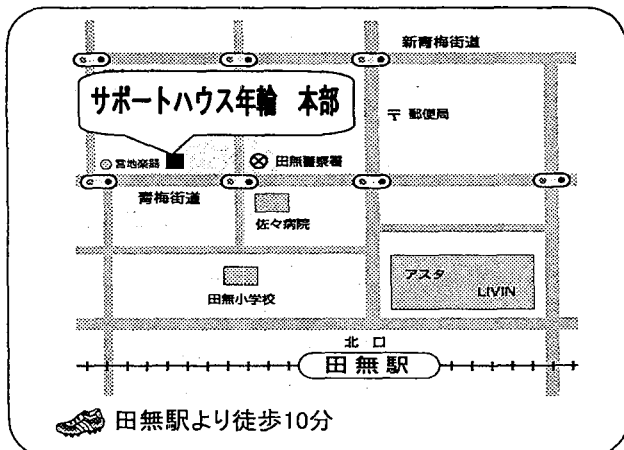 新青梅街道
サポートハウス年輪 本部
〒 郵便局
宮地楽器
田無警察署
青梅街道
佐々病院
アスタ
LIVIN
田無小学校
北口
田無駅
田無駅より徒歩10分